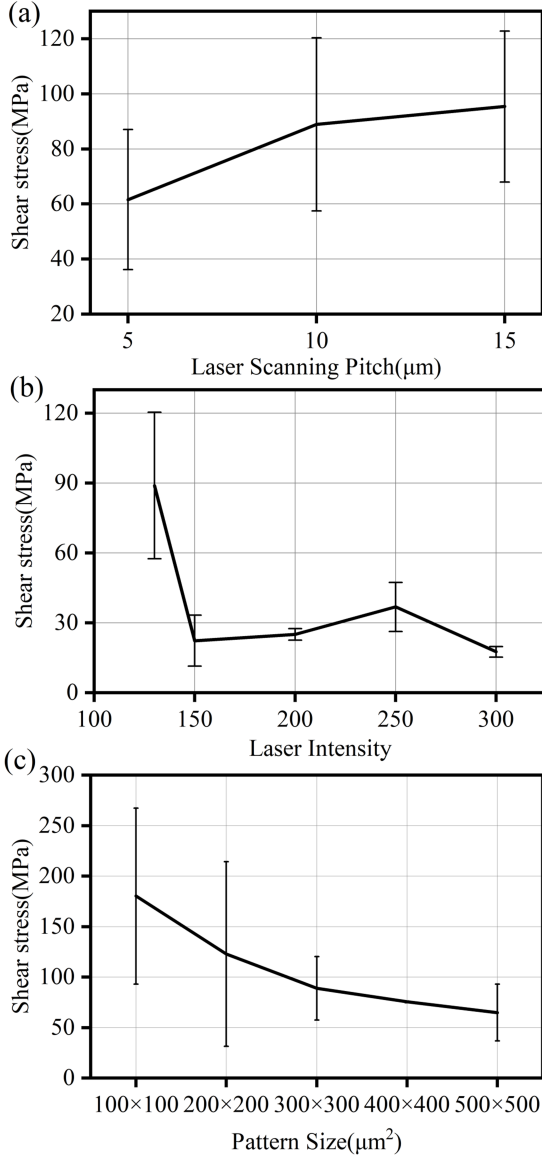 (a)
Shear stress(MPa)
120
100
80
60
40
20
5 10 15
Laser Scanning Pitch(μm)
(b)
Shear stress(MPa)
120
90
60
30
0
100 150 200 250 300
Laser Intensity
(c)
Shear stress(MPa)
300
250
200
150
100
50
0
100×100 200×200 300×300 400×400 500×500
Pattern Size(μm²)